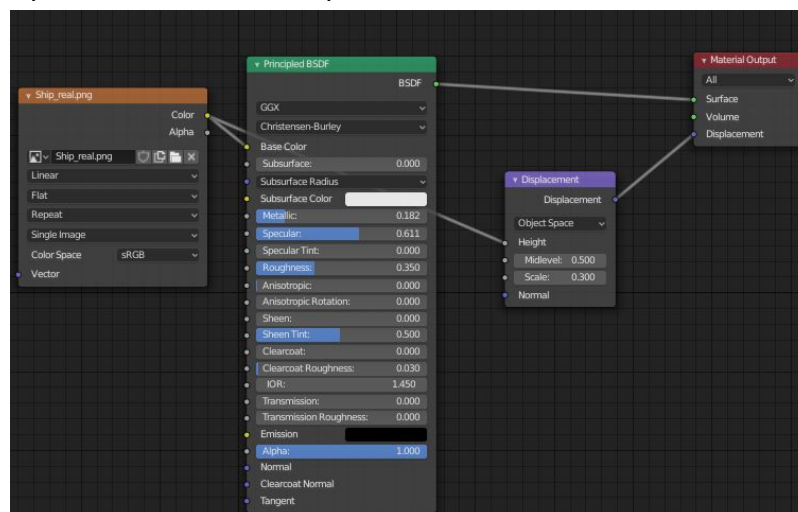 Ship_real.png
Color
Alpha
Ship_real.png
Linear
Flat
Repeat
Single Image
Color Space sRGB
Vector
Principled BSDF
BSDF
GGX
Christensen-Burley
Base Color
Subsurface: 0.000
Subsurface Radius
Subsurface Color
Metallic: 0.182
Specular: 0.611
Specular Tint: 0.000
Roughness: 0.350
Anisotropic: 0.000
Anisotropic Rotation: 0.000
Sheen: 0.000
Sheen Tint: 0.500
Clearcoat: 0.000
Clearcoat Roughness: 0.030
IOR: 1.450
Transmission: 0.000
Transmission Roughness: 0.000
Emission
Alpha: 1.000
Normal
Clearcoat Normal
Tangent
Displacement
Displacement
Object Space
Height
Midlevel: 0.500
Scale: 0.300
Normal
Material Output
All
Surface
Volume
Displacement